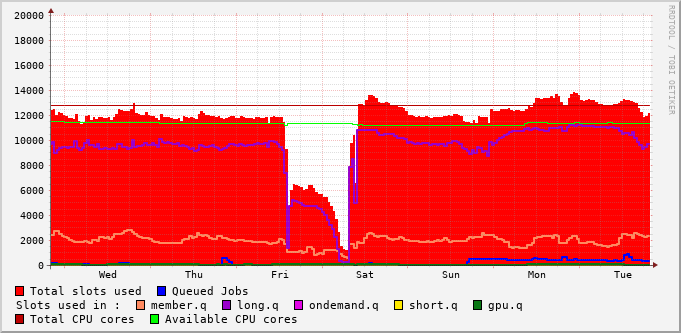 20000
18000
16000
14000
12000
10000
8000
6000
4000
2000
0
Wed Thu Fri Sat Sun Mon Tue
RRDTOOL / TOBI OETIKER
Total slots used Queued Jobs
Slots used in : member.q long.q ondemand.q short.q gpu.q
Total CPU cores Available CPU cores